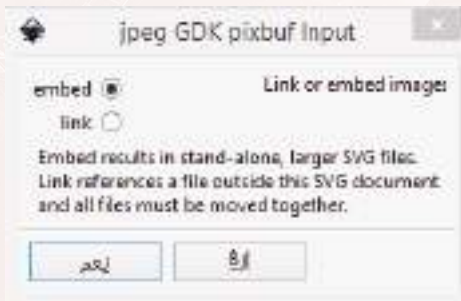 jpeg GDK pixbuf Input
Link or embed image:
embed
link
Embed results in stand-alone, larger SVG files.
Link references a file outside this SVG document
and all files must be moved together.
نعم